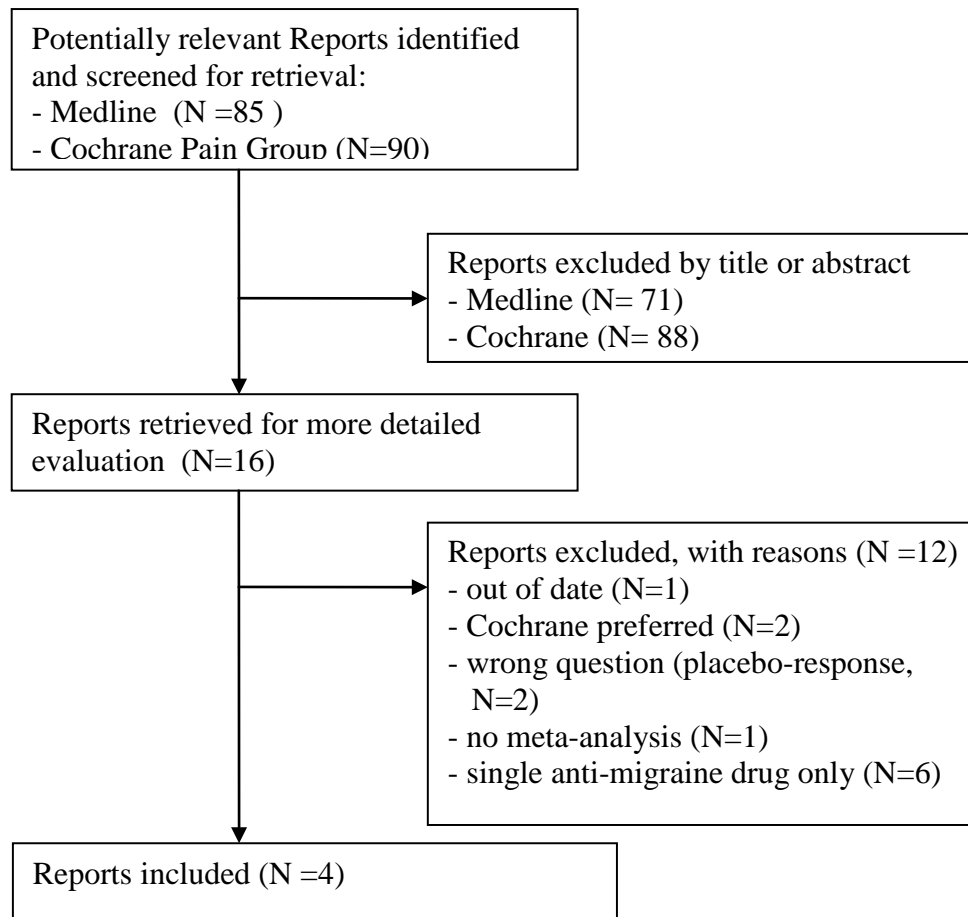 Potentially relevant Reports identified
and screened for retrieval:
- Medline  (N =85 )
- Cochrane Pain Group (N=90)
Reports excluded by title or abstract
- Medline (N= 71)
- Cochrane (N= 88)
Reports retrieved for more detailed
evaluation  (N=16)
Reports excluded, with reasons (N =12)
- out of date (N=1)
- Cochrane preferred (N=2)
- wrong question (placebo-response,
N=2)
- no meta-analysis (N=1)
- single anti-migraine drug only (N=6)
Reports included (N =4)